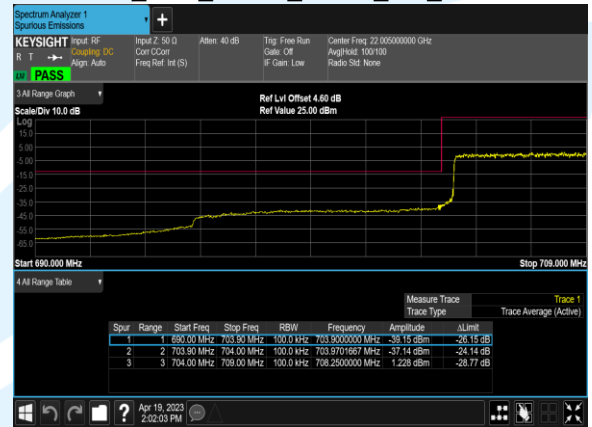 Spectrum Analyzer 1
Spurious Emissions
+
KEYSIGHT Input: RF Input Z: 50 Ω Atten: 40 dB Trig: Free Run Center Freq: 22.005000000 GHz
R T Coupling: DC Corr CCorr Gate: Off Avg|Hold: 100/100
Align: Auto Freq Ref: Int (S) IF Gain: Low Radio Std: None
PASS
3 All Range Graph
Ref Lvl Offset 4.60 dB
Scale/Div 10.0 dB Ref Value 25.00 dBm
Log
15.0
5.00
-5.00
-15.0
-25.0
-35.0
-45.0
-55.0
-65.0
Start 690.000 MHz Stop 709.000 MHz
4 All Range Table
Measure Trace Trace 1
Trace Type Trace Average (Active)
Spur Range Start Freq Stop Freq RBW Frequency Amplitude ΔLimit
1 1 690.00 MHz 703.90 MHz 100.0 kHz 703.9000000 MHz -39.15 dBm -26.15 dB
2 2 703.90 MHz 704.00 MHz 100.0 kHz 703.9701667 MHz -37.14 dBm -24.14 dB
3 3 704.00 MHz 709.00 MHz 100.0 kHz 708.2500000 MHz 1.228 dBm -28.77 dB
? Apr 19, 2023
2:02:03 PM